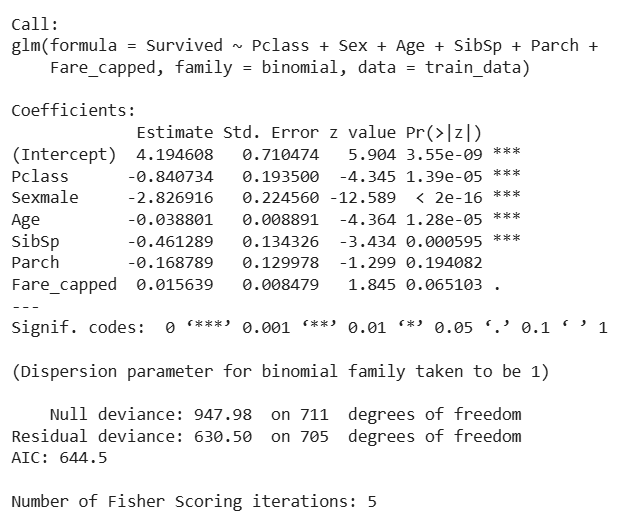 Call:
glm(formula = Survived ~ Pclass + Sex + Age + SibSp + Parch +
    Fare_capped, family = binomial, data = train_data)
Coefficients:
             Estimate Std. Error z value Pr(>|z|)
(Intercept)  4.194608   0.710474   5.904 3.55e-09 ***
Pclass      -0.840734   0.193500  -4.345 1.39e-05 ***
Sexmale     -2.826916   0.224560 -12.589  < 2e-16 ***
Age         -0.038801   0.008891  -4.364 1.28e-05 ***
SibSp       -0.461289   0.134326  -3.434 0.000595 ***
Parch       -0.168789   0.129978  -1.299 0.194082
Fare_capped  0.015639   0.008479   1.845 0.065103 .
---
Signif. codes:  0 ‘***’ 0.001 ‘**’ 0.01 ‘*’ 0.05 ‘.’ 0.1 ‘ ’ 1
(Dispersion parameter for binomial family taken to be 1)
    Null deviance: 947.98  on 711  degrees of freedom
Residual deviance: 630.50  on 705  degrees of freedom
AIC: 644.5
Number of Fisher Scoring iterations: 5